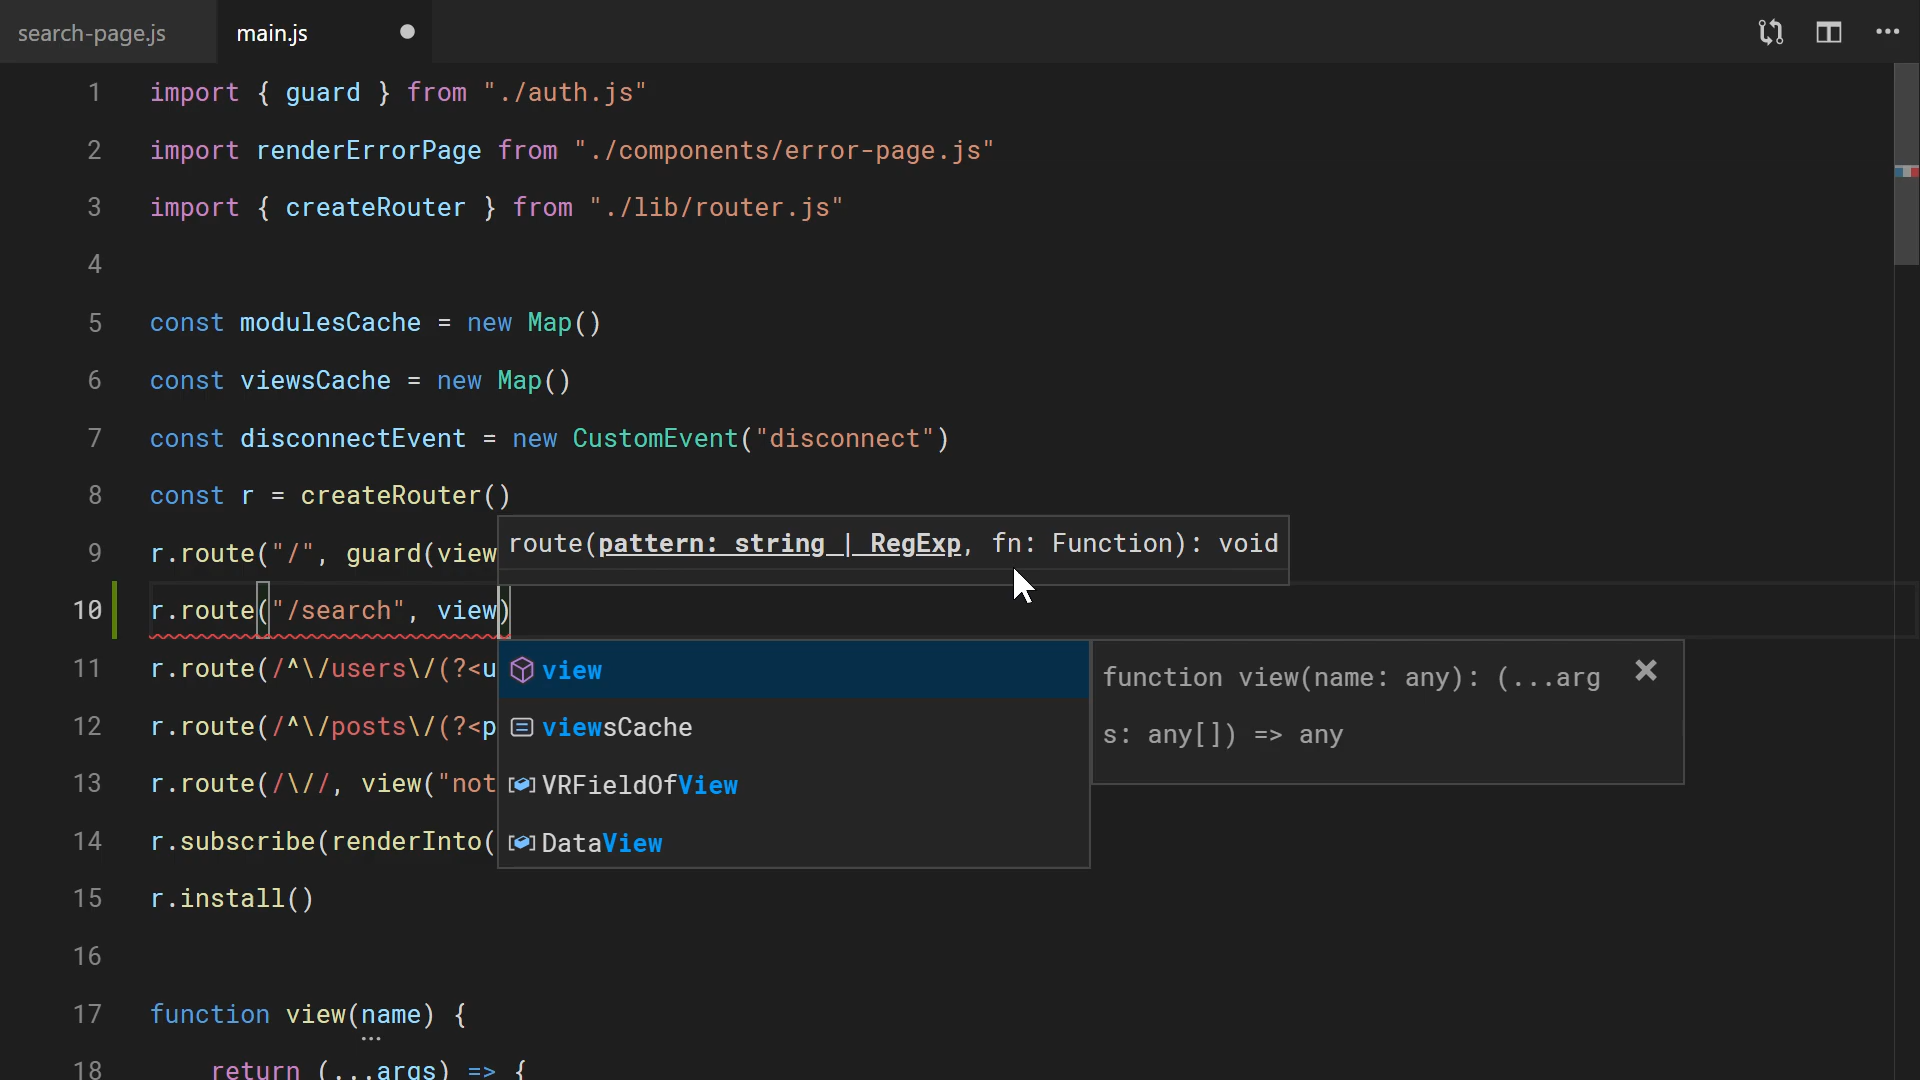 search-page.js
main.js
1 import { guard } from "./auth.js"
2 import renderErrorPage from "./components/error-page.js"
3 import { createRouter } from "./lib/router.js"
4
5 const modulesCache = new Map()
6 const viewsCache = new Map()
7 const disconnectEvent = new CustomEvent("disconnect")
8 const r = createRouter()
9 r.route("/", guard(view
route(pattern: string | RegExp, fn: Function): void
10 r.route("/search", view)
11 r.route(/^\/users\/(?<u
view
function view(name: any): (...arg
s: any[]) => any
12 r.route(/^\/posts\/(?<p
viewsCache
13 r.route(/\//, view("not
VRFieldOfView
14 r.subscribe(renderInto(
DataView
15 r.install()
16
17 function view(name) {
18 return (...args) => {